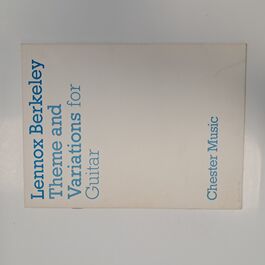 Lennox Berkeley
Theme and
Variations for
Guitar
Chester Music